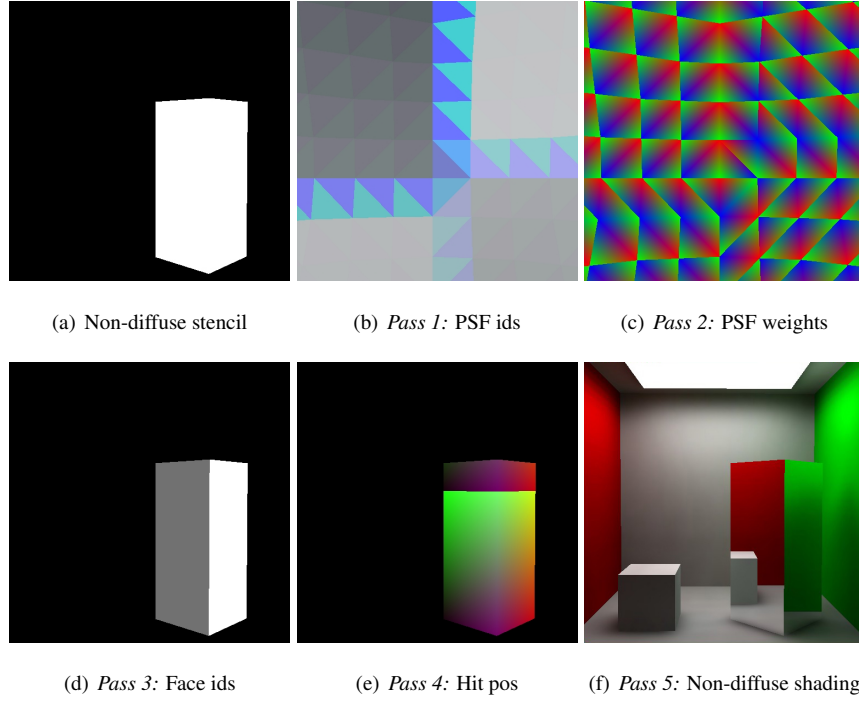 (a) Non-diffuse stencil
(b) Pass 1: PSF ids
(c) Pass 2: PSF weights
(d) Pass 3: Face ids
(e) Pass 4: Hit pos
(f) Pass 5: Non-diffuse shading